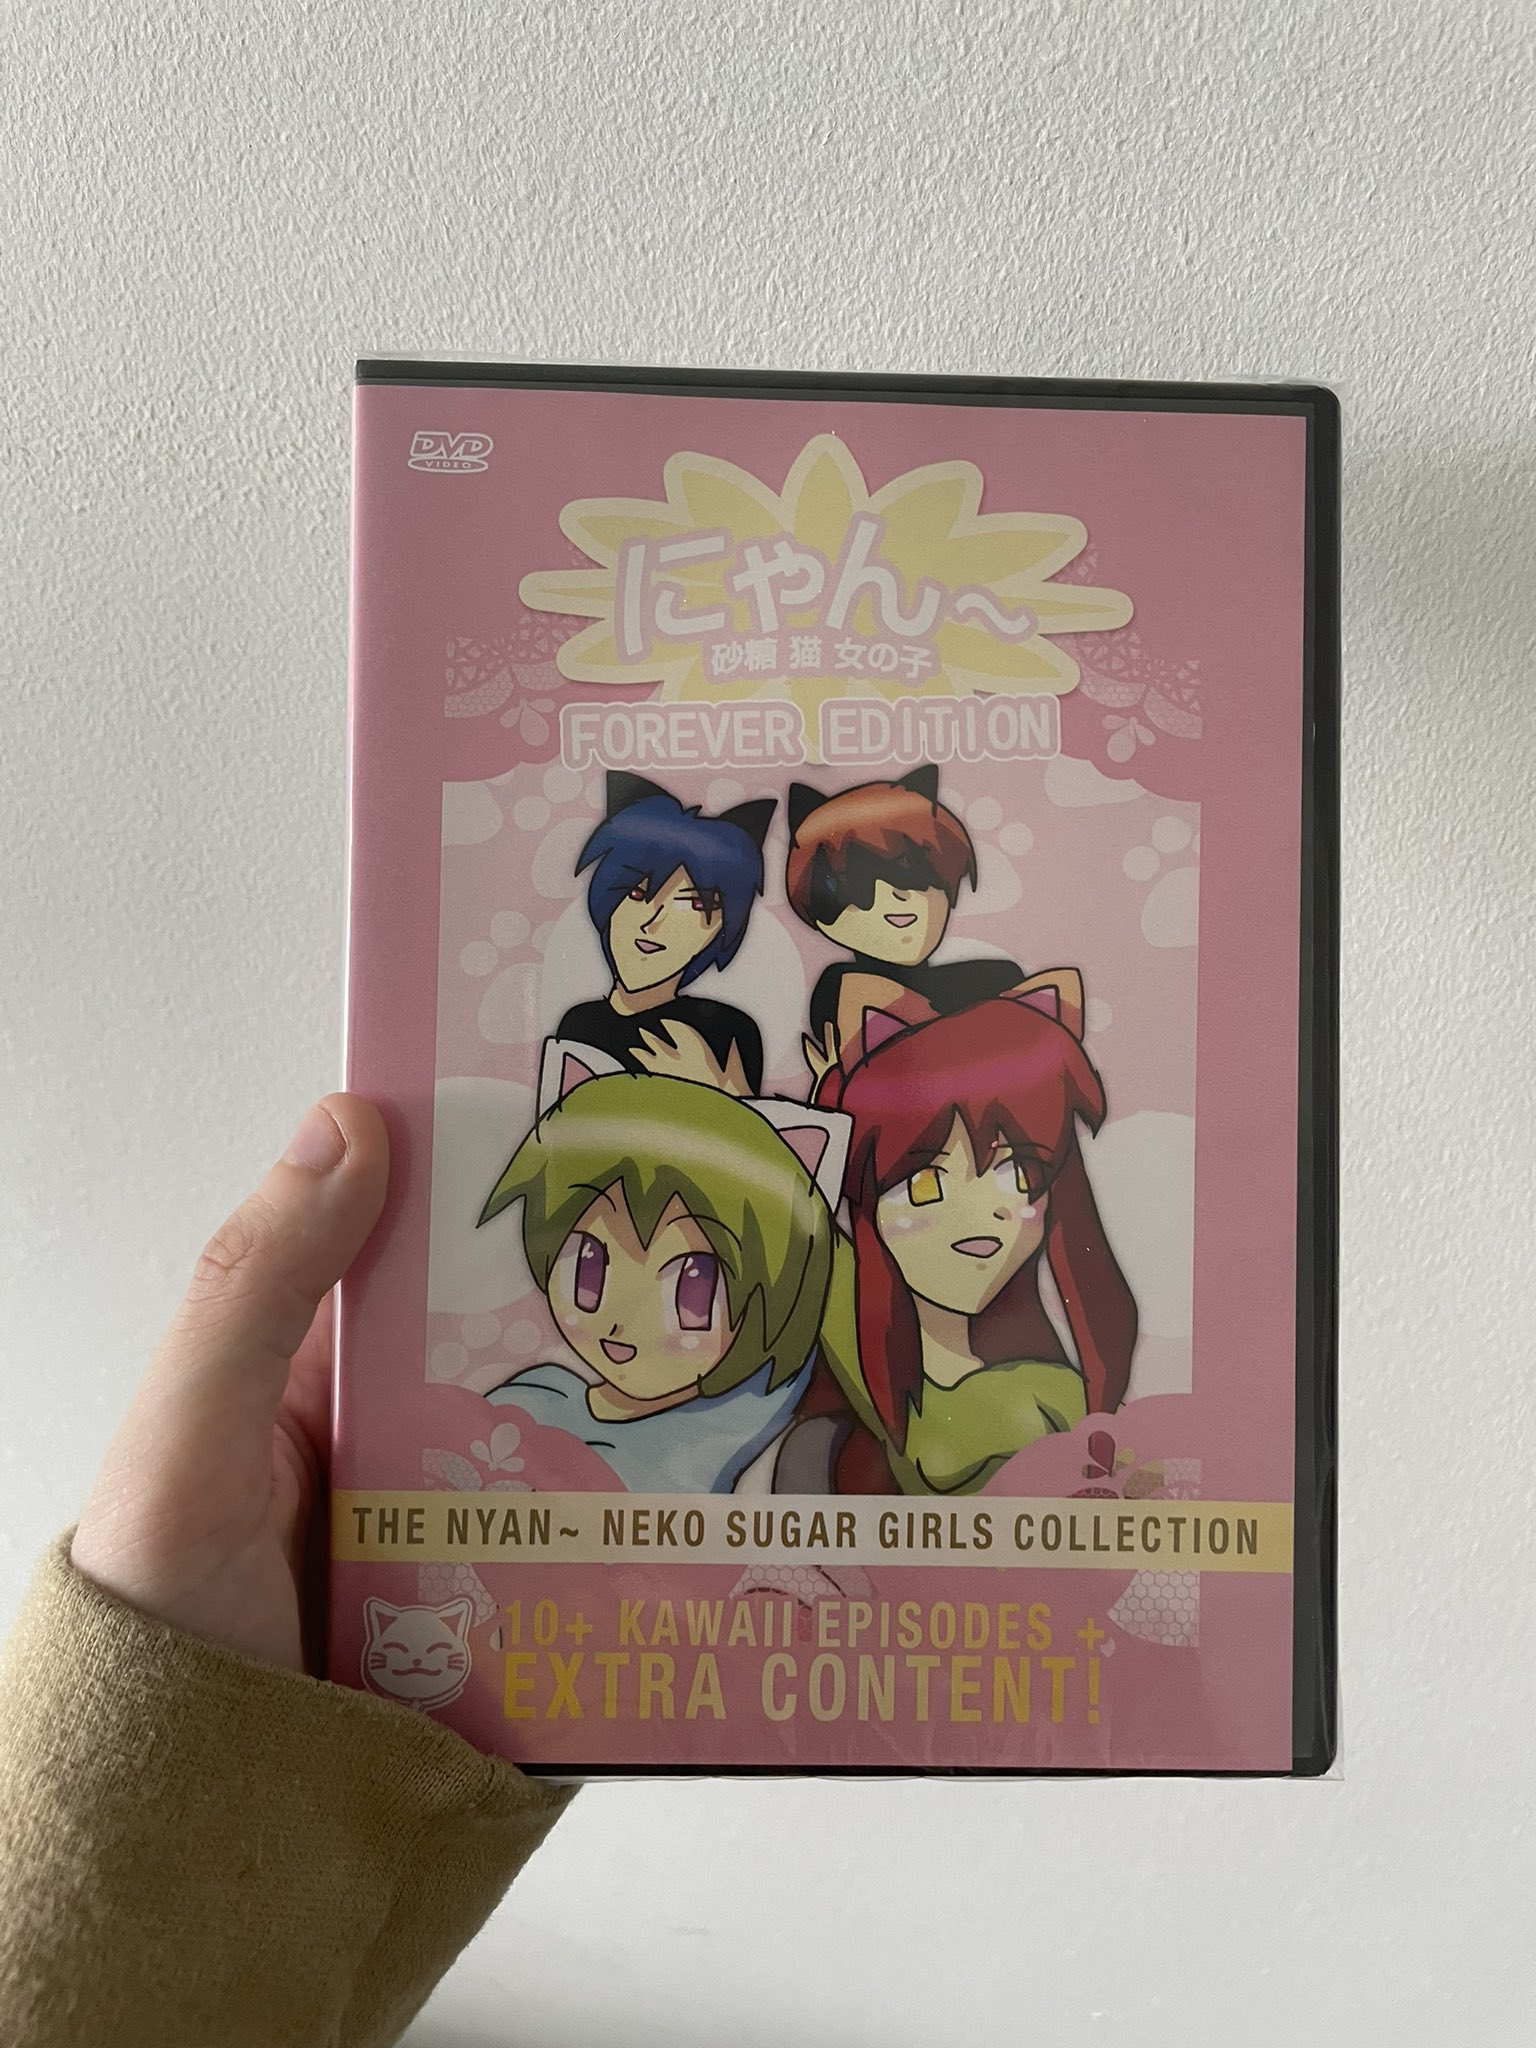 DVD
VIDEO
にゃん~
砂糖 猫 女の子
FOREVER EDITION
THE NYAN~ NEKO SUGAR GIRLS COLLECTION
10+ KAWAII EPISODES +
EXTRA CONTENT!